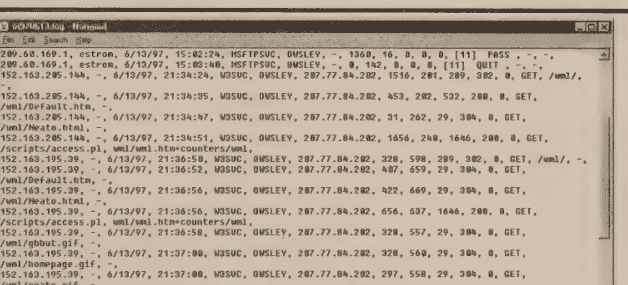 in970613.log - Notepad
File Edit Search Help
209.60.169.1, estrom, 6/13/97, 15:02:24, MSFTPSVC, OWSLEY, -, 1360, 16, 0, 0, 0, [11] PASS , -, -,
209.60.169.1, estrom, 6/13/97, 15:03:40, MSFTPSVC, OWSLEY, -, 0, 142, 0, 0, 0, [11] QUIT , -, -,
152.163.205.144, -, 6/13/97, 21:34:24, W3SVC, OWSLEY, 207.77.84.202, 1516, 201, 209, 302, 0, GET, /wml/,
-,
152.163.205.144, -, 6/13/97, 21:34:35, W3SVC, OWSLEY, 207.77.84.202, 453, 202, 532, 200, 0, GET,
/wml/Default.htm, -,
152.163.205.144, -, 6/13/97, 21:34:47, W3SVC, OWSLEY, 207.77.84.202, 31, 262, 29, 304, 0, GET,
/wml/Neato.html, -,
152.163.205.144, -, 6/13/97, 21:34:51, W3SVC, OWSLEY, 207.77.84.202, 1656, 240, 1646, 200, 0, GET,
/scripts/access.pl, wml/wml.htm+counters/wml,
152.163.195.39, -, 6/13/97, 21:36:50, W3SVC, OWSLEY, 207.77.84.202, 328, 598, 209, 302, 0, GET, /wml/, -,
152.163.195.39, -, 6/13/97, 21:36:52, W3SVC, OWSLEY, 207.77.84.202, 407, 659, 29, 304, 0, GET,
/wml/Default.htm, -,
152.163.195.39, -, 6/13/97, 21:36:56, W3SVC, OWSLEY, 207.77.84.202, 422, 669, 29, 304, 0, GET,
/wml/Neato.html, -,
152.163.195.39, -, 6/13/97, 21:36:56, W3SVC, OWSLEY, 207.77.84.202, 656, 637, 1646, 200, 0, GET,
/scripts/access.pl, wml/wml.htm+counters/wml,
152.163.195.39, -, 6/13/97, 21:36:58, W3SVC, OWSLEY, 207.77.84.202, 328, 557, 29, 304, 0, GET,
/wml/gbbut.gif, -,
152.163.195.39, -, 6/13/97, 21:37:00, W3SVC, OWSLEY, 207.77.84.202, 328, 560, 29, 304, 0, GET,
/wml/homepage.gif, -,
152.163.195.39, -, 6/13/97, 21:37:00, W3SVC, OWSLEY, 207.77.84.202, 297, 558, 29, 304, 0, GET,
/wml/neato.gif, -,